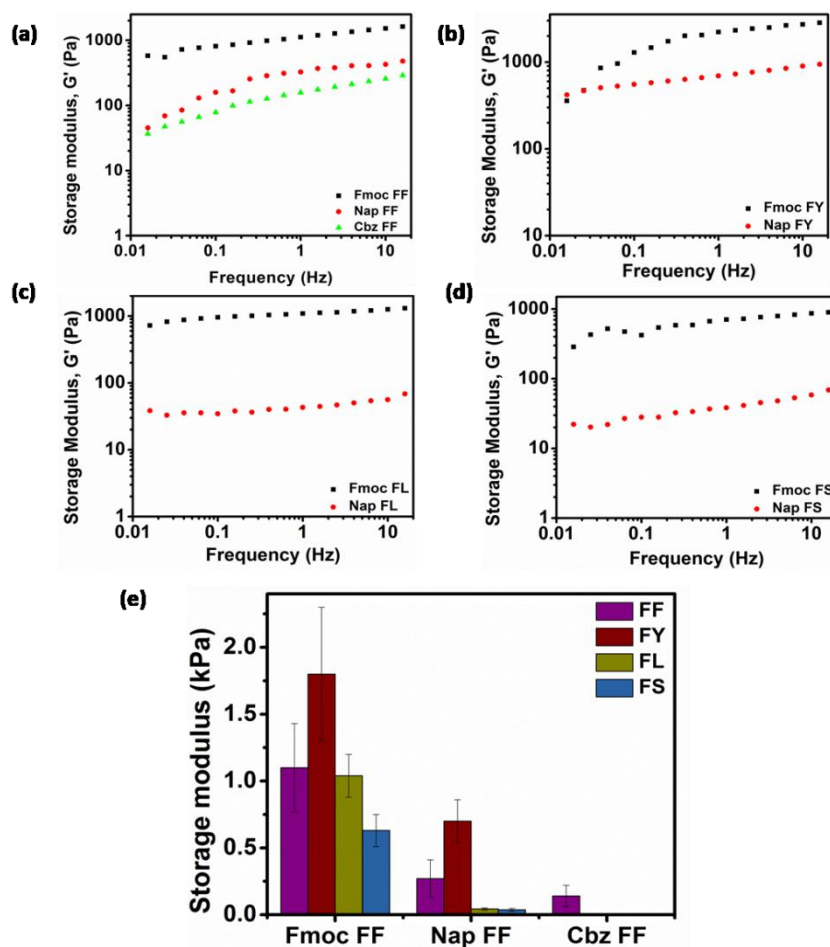 (a)
Storage modulus, G' (Pa)
1000
100
10
1
0.01
0.1
1
10
Frequency (Hz)
Fmoc FF
Nap FF
Cbz FF
(b)
Storage Modulus, G' (Pa)
1000
100
10
0.01
0.1
1
10
Frequency (Hz)
Fmoc FY
Nap FY
(c)
Storage Modulus, G' (Pa)
1000
100
10
1
0.01
0.1
1
10
Frequency (Hz)
Fmoc FL
Nap FL
(d)
Storage Modulus, G' (Pa)
1000
100
10
1
0.01
0.1
1
10
Frequency (Hz)
Fmoc FS
Nap FS
(e)
Storage modulus (kPa)
2.0
1.5
1.0
0.5
0.0
FF
FY
FL
FS
Fmoc FF
Nap FF
Cbz FF